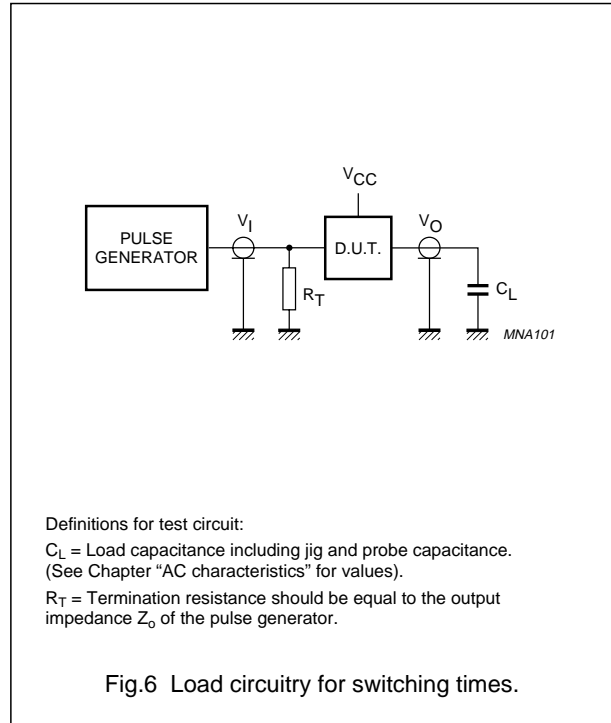 V_CC
V_I
V_O
PULSE
GENERATOR
D.U.T.
R_T
C_L
MNA101
Definitions for test circuit:
C_L = Load capacitance including jig and probe capacitance.
(See Chapter “AC characteristics” for values).
R_T = Termination resistance should be equal to the output
impedance Z_o of the pulse generator.
Fig.6 Load circuitry for switching times.